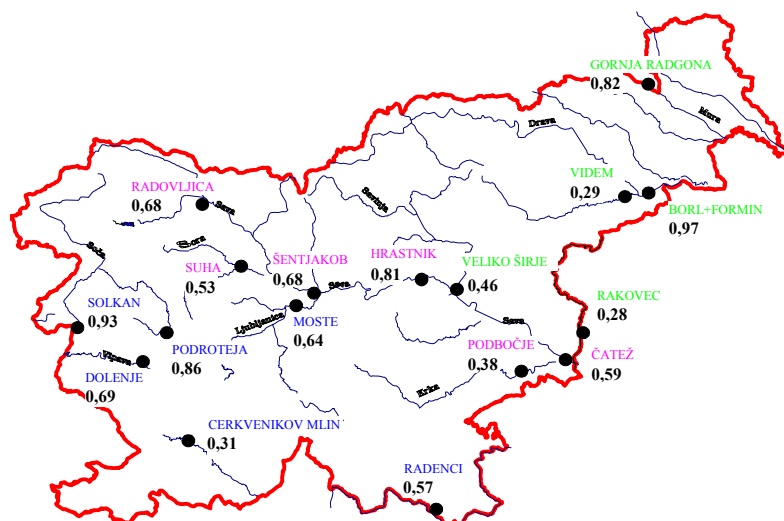 GORNJA RADGONA
0,82
Mura
Drava
VIDEM
0,29
BORL+FORMIN
0,97
RADOVLJICA
0,68
Sava
Savinja
Sora
Soča
SUHA
0,53
ŠENTJAKOB
0,68
Sava
HRASTNIK
0,81
VELIKO ŠIRJE
0,46
SOLKAN
0,93
Ljubljanica
MOSTE
0,64
Sava
RAKOVEC
0,28
PODROTEJA
0,86
Vipava
DOLENJE
0,69
PODBOČJE
0,38
ČATEŽ
0,59
Krka
CERKVENIKOV MLIN
0,31
RADENCI
0,57